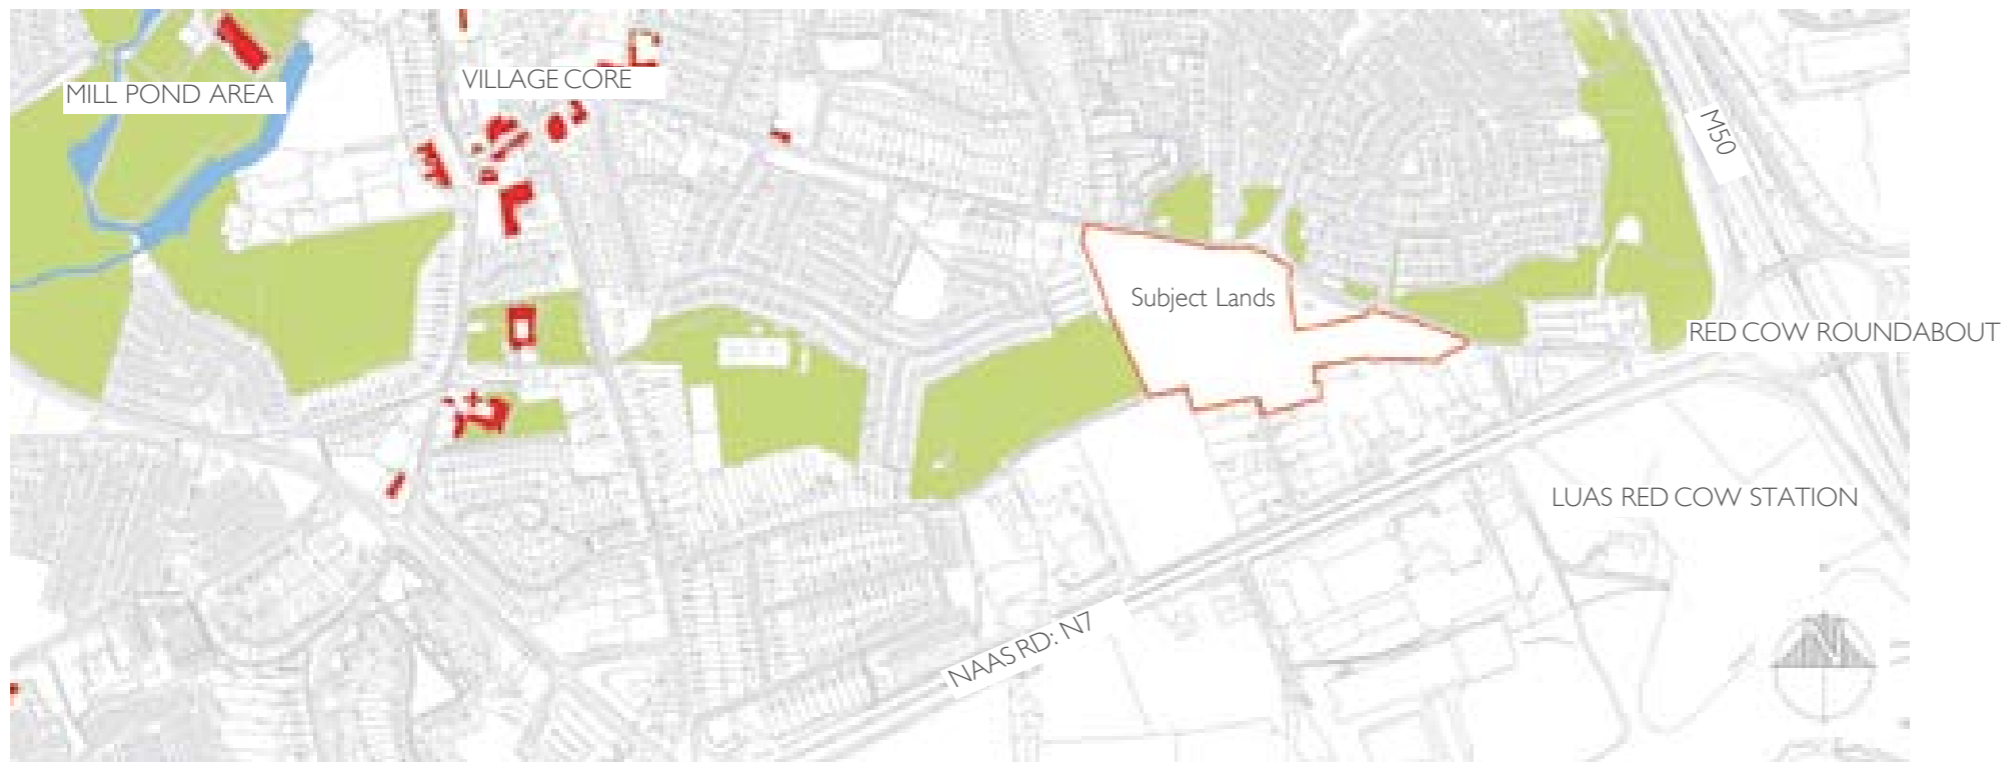 VILLAGE CORE
MILL POND AREA
M50
Subject Lands
RED COW ROUNDABOUT
LUAS RED COW STATION
NAAS RD: N7
N